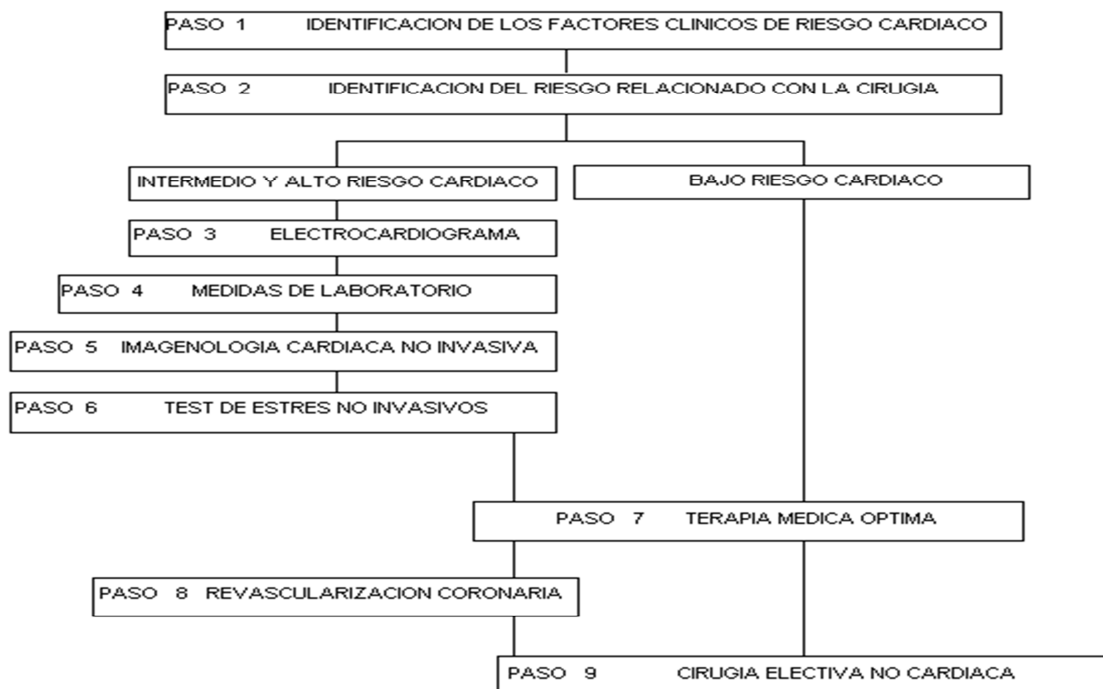 PASO 1 IDENTIFICACION DE LOS FACTORES CLINICOS DE RIESGO CARDIACO
PASO 2 IDENTIFICACION DEL RIESGO RELACIONADO CON LA CIRUGIA
INTERMEDIO Y ALTO RIESGO CARDIACO
BAJO RIESGO CARDIACO
PASO 3 ELECTROCARDIOGRAMA
PASO 4 MEDIDAS DE LABORATORIO
PASO 5 IMAGENOLOGIA CARDIACA NO INVASIVA
PASO 6 TEST DE ESTRES NO INVASIVOS
PASO 7 TERAPIA MEDICA OPTIMA
PASO 8 REVASCULARIZACION CORONARIA
PASO 9 CIRUGIA ELECTIVA NO CARDIACA